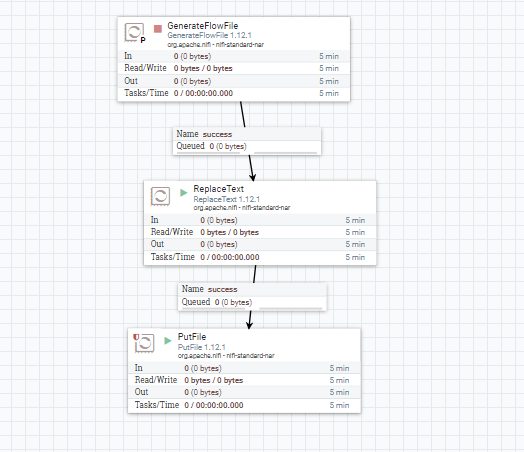 GenerateFlowFile
GenerateFlowFile 1.12.1
org.apache.nifi - nifi-standard-nar
P
In 0 (0 bytes) 5 min
Read/Write 0 bytes / 0 bytes 5 min
Out 0 (0 bytes) 5 min
Tasks/Time 0 / 00:00:00.000 5 min
Name success
Queued 0 (0 bytes)
ReplaceText
ReplaceText 1.12.1
org.apache.nifi - nifi-standard-nar
In 0 (0 bytes) 5 min
Read/Write 0 bytes / 0 bytes 5 min
Out 0 (0 bytes) 5 min
Tasks/Time 0 / 00:00:00.000 5 min
Name success
Queued 0 (0 bytes)
PutFile
PutFile 1.12.1
org.apache.nifi - nifi-standard-nar
In 0 (0 bytes) 5 min
Read/Write 0 bytes / 0 bytes 5 min
Out 0 (0 bytes) 5 min
Tasks/Time 0 / 00:00:00.000 5 min